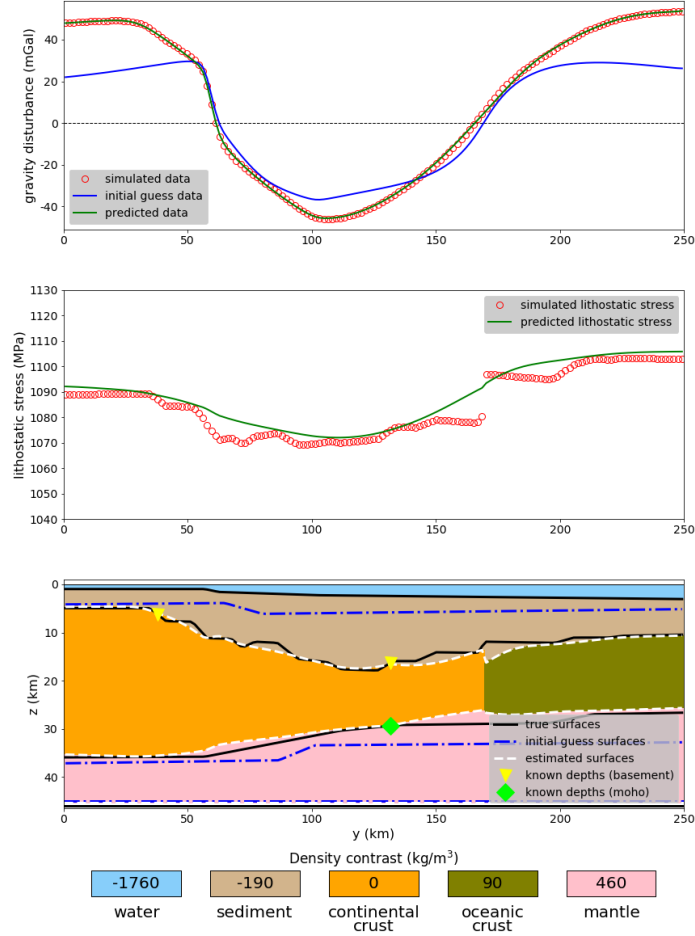 40
20
0
-20
-40
gravity disturbance (mGal)
simulated data
initial guess data
predicted data
0 50 100 150 200 250
1130
1120
1110
1100
1090
1080
1070
1060
1050
1040
lithostatic stress (MPa)
simulated lithostatic stress
predicted lithostatic stress
0 50 100 150 200 250
0
10
20
30
40
z (km)
true surfaces
initial guess surfaces
estimated surfaces
known depths (basement)
known depths (moho)
0 50 100 150 200 250
y (km)
Density contrast (kg/m³)
-1760 -190 0 90 460
water sediment continental oceanic mantle
crust crust